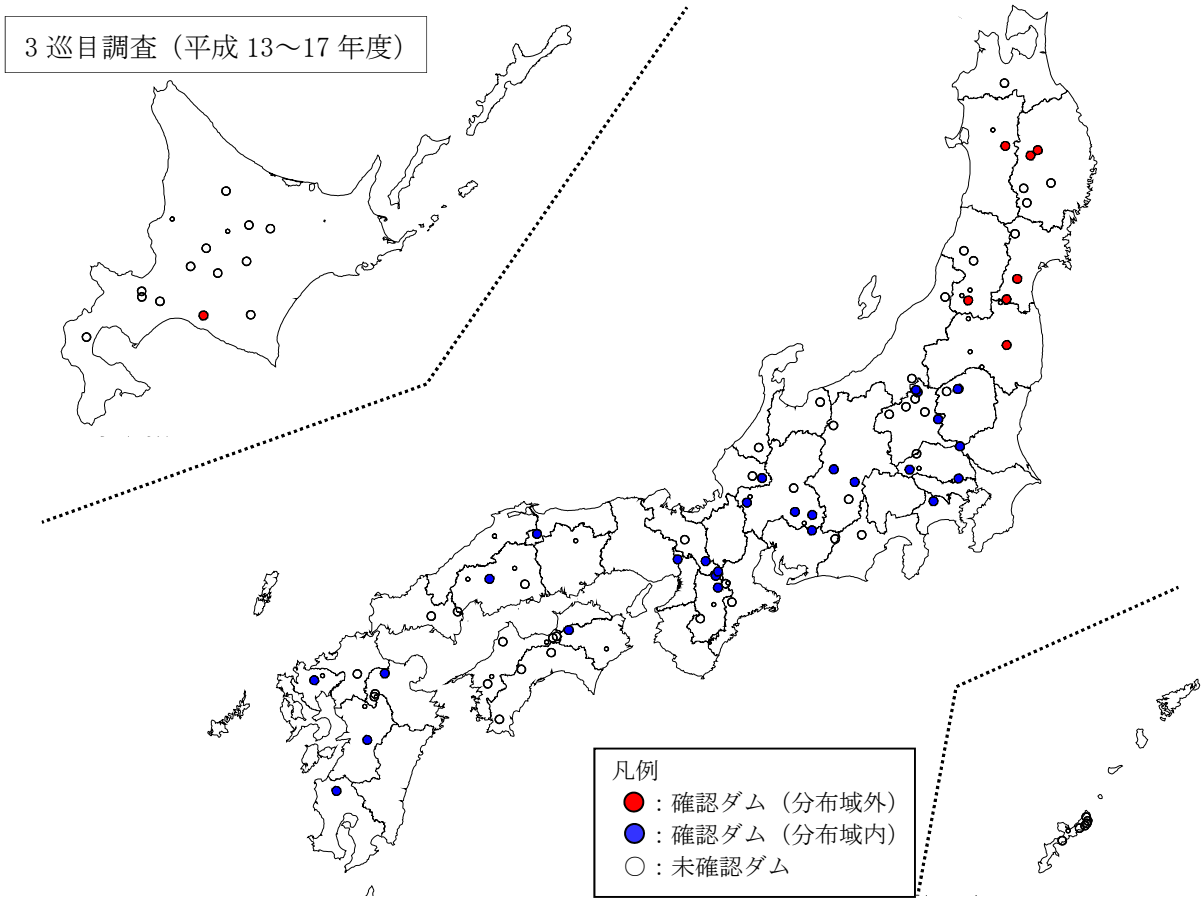 3 巡目調査（平成 13～17 年度）
凡例
：確認ダム（分布域外）
：確認ダム（分布域内）
：未確認ダム